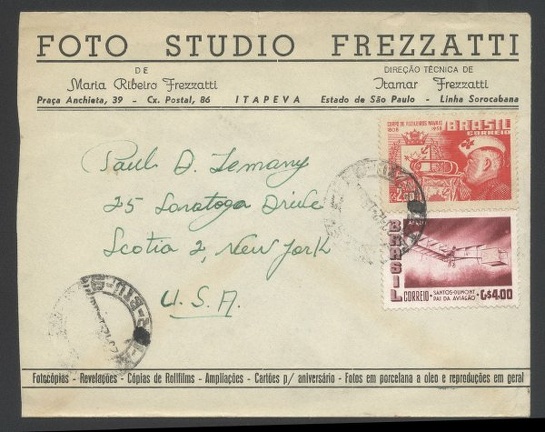 FOTO STUDIO FREZZATTI
DE
Maria Ribeiro Frezzatti
DIREÇÃO TÉCNICA DE
Itamar Frezzatti
Praça Anchieta, 39 - Cx. Postal, 86 ITAPEVA Estado de São Paulo - Linha Sorocabana
BRASIL
CORREIO
Paul D. Lemany
25 Saratoga Drive
Scotia 2, New York
U.S.A.
BRASIL
CORREIO • SANTOS-DUMONT
PAI DA AVIAÇÃO • Cr$4.00
Fotocópias - Revelações - Cópias de Rollfilms - Ampliações - Cartões p/ aniversário - Fotos em porcelana a oleo e reproduções em geral